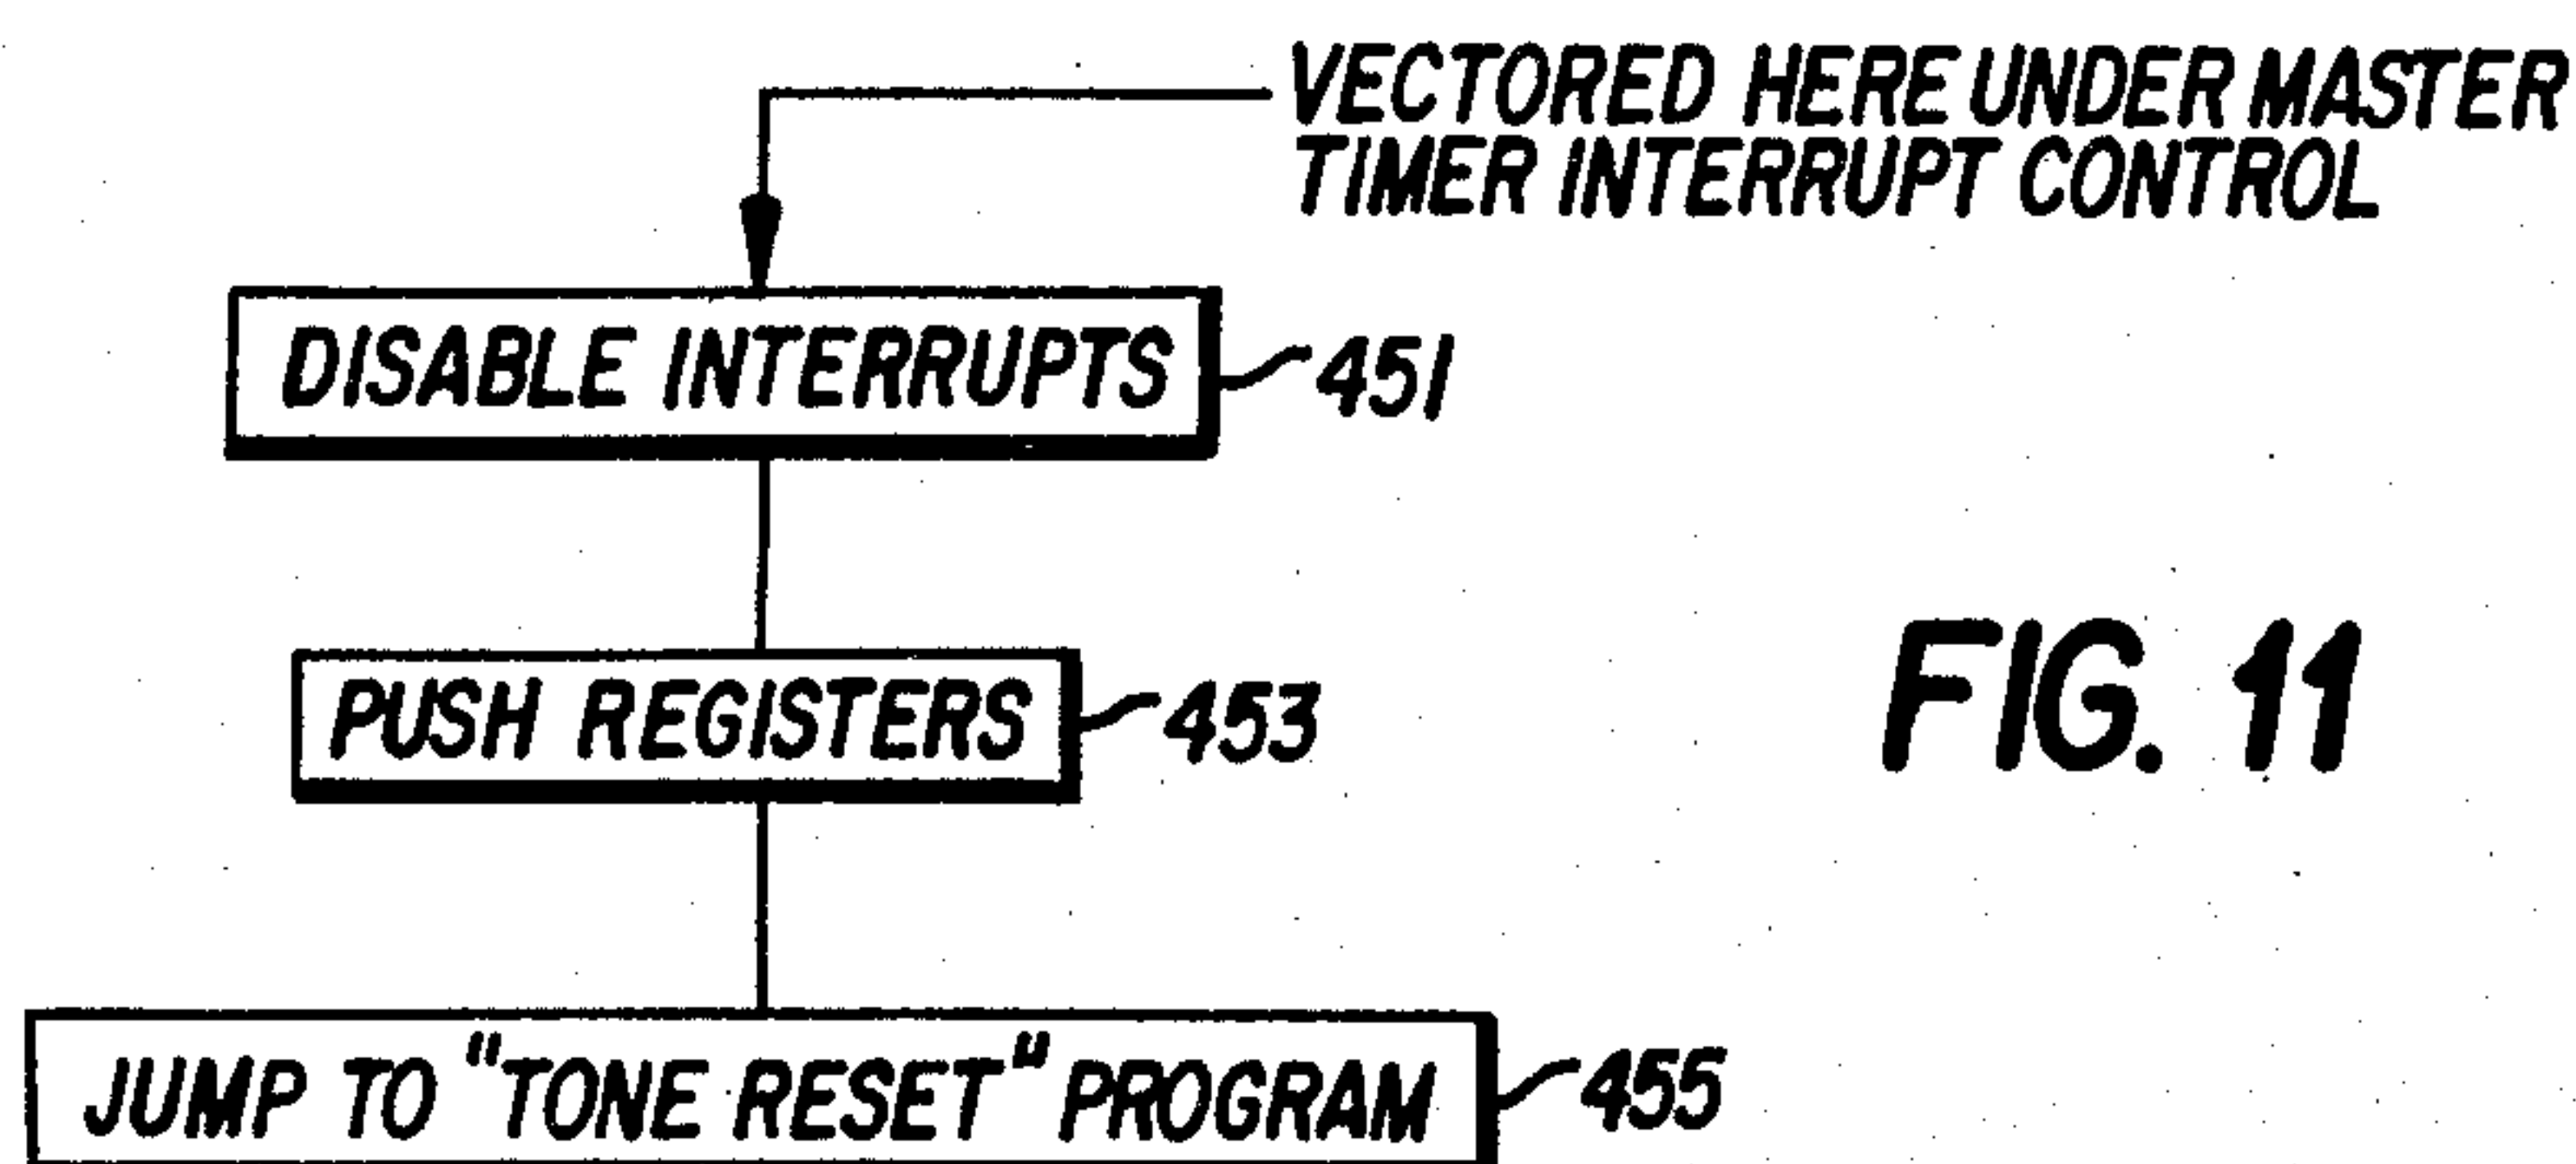 VECTORED HERE UNDER MASTER
TIMER INTERRUPT CONTROL
DISABLE INTERRUPTS 451
PUSH REGISTERS 453
FIG. 11
JUMP TO "TONE RESET" PROGRAM 455